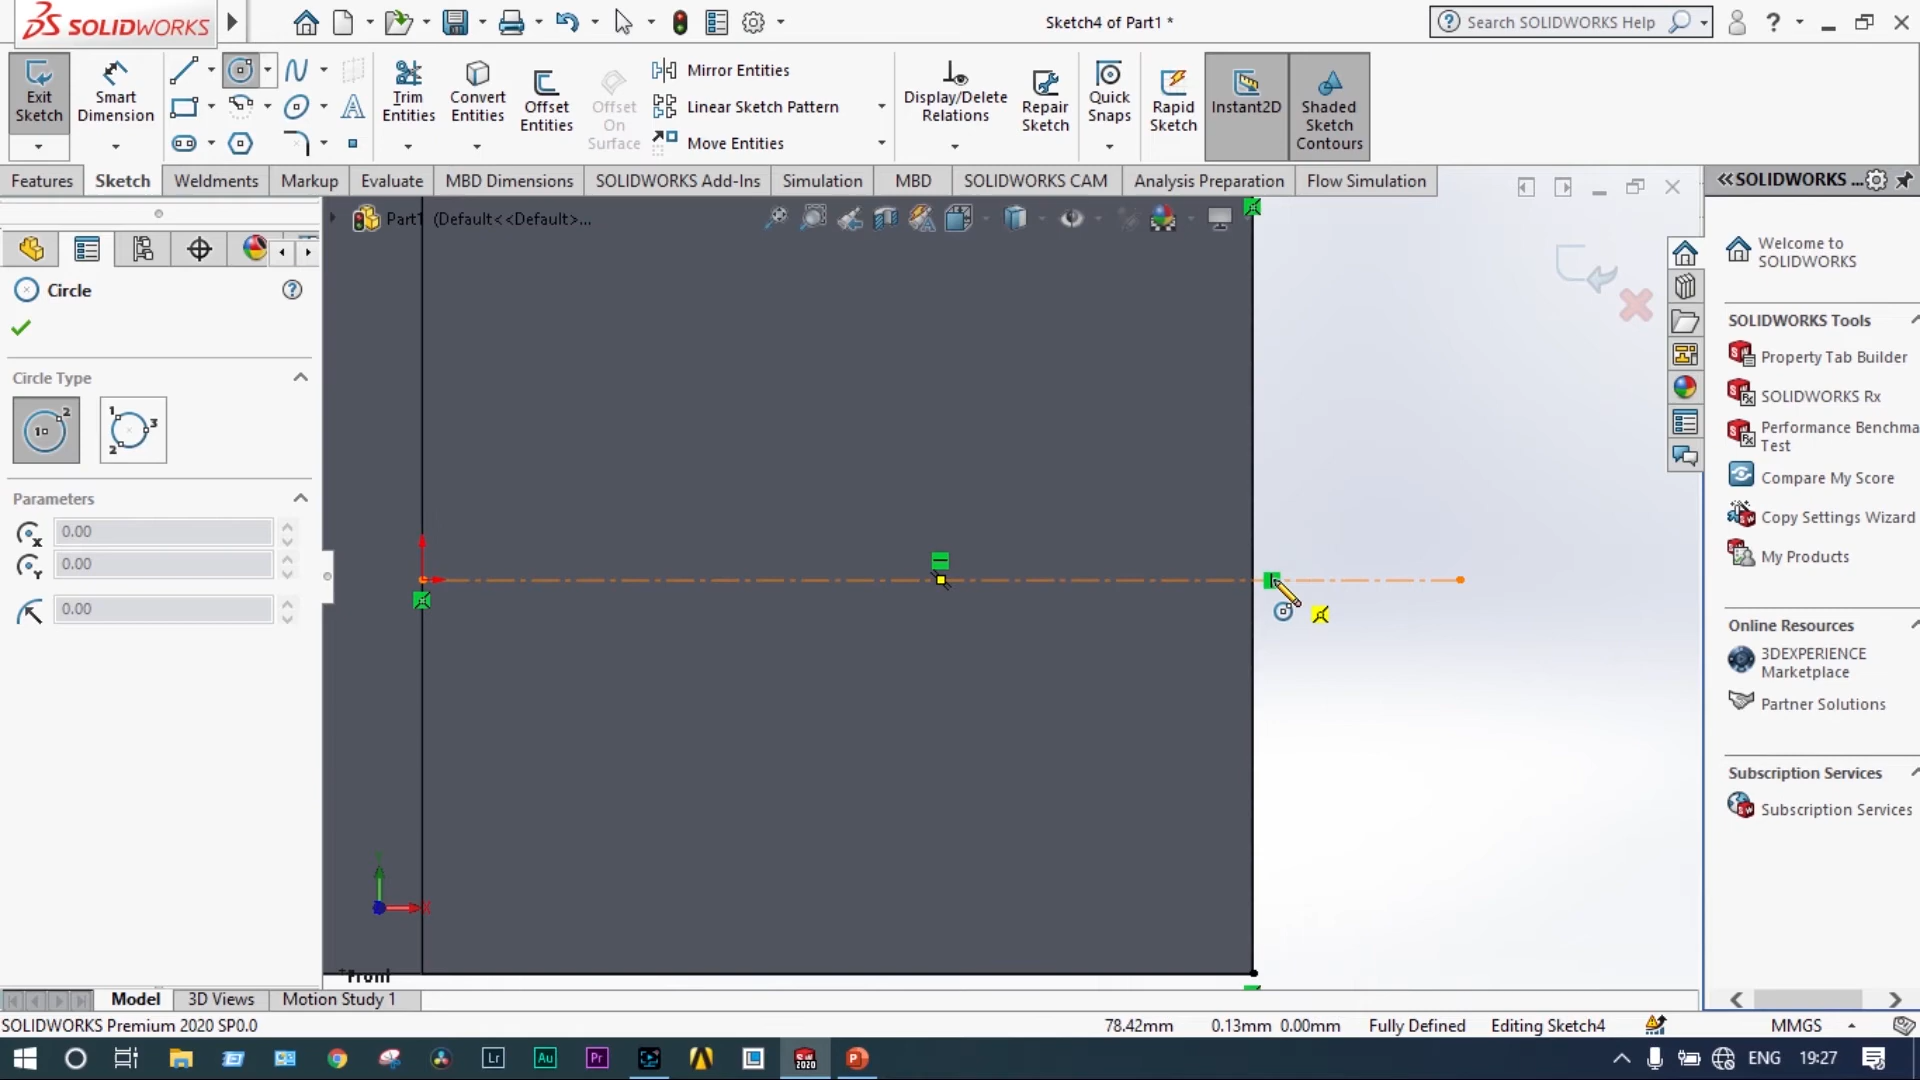 SOLIDWORKS
Sketch4 of Part1 *
Search SOLIDWORKS Help
Exit Sketch
Smart Dimension
Trim Entities
Convert Entities
Offset Entities
Offset On Surface
Mirror Entities
Linear Sketch Pattern
Move Entities
Display/Delete Relations
Repair Sketch
Quick Snaps
Rapid Sketch
Instant2D
Shaded Sketch Contours
Features
Sketch
Weldments
Markup
Evaluate
MBD Dimensions
SOLIDWORKS Add-Ins
Simulation
MBD
SOLIDWORKS CAM
Analysis Preparation
Flow Simulation
SOLIDWORKS ...
Part1 (Default<<Default>...
Circle
Circle Type
Parameters
0.00
0.00
0.00
Welcome to
SOLIDWORKS
SOLIDWORKS Tools
Property Tab Builder
SOLIDWORKS Rx
Performance Benchma
Test
Compare My Score
Copy Settings Wizard
My Products
Online Resources
3DEXPERIENCE
Marketplace
Partner Solutions
Subscription Services
Subscription Services
X
*Front
Model
3D Views
Motion Study 1
SOLIDWORKS Premium 2020 SP0.0
78.42mm
0.13mm 0.00mm
Fully Defined
Editing Sketch4
MMGS
Lr
Au
Pr
SW
2020
P
ENG
19:27